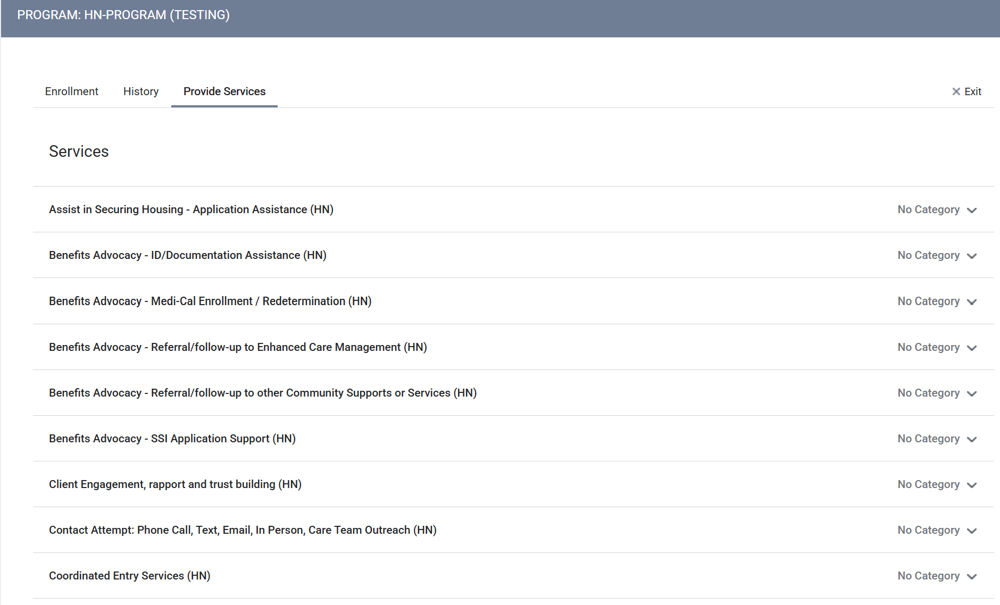 PROGRAM: HN-PROGRAM (TESTING)
Enrollment History Provide Services Exit
Services
Assist in Securing Housing - Application Assistance (HN) No Category
Benefits Advocacy - ID/Documentation Assistance (HN) No Category
Benefits Advocacy - Medi-Cal Enrollment / Redetermination (HN) No Category
Benefits Advocacy - Referral/follow-up to Enhanced Care Management (HN) No Category
Benefits Advocacy - Referral/follow-up to other Community Supports or Services (HN) No Category
Benefits Advocacy - SSI Application Support (HN) No Category
Client Engagement, rapport and trust building (HN) No Category
Contact Attempt: Phone Call, Text, Email, In Person, Care Team Outreach (HN) No Category
Coordinated Entry Services (HN) No Category